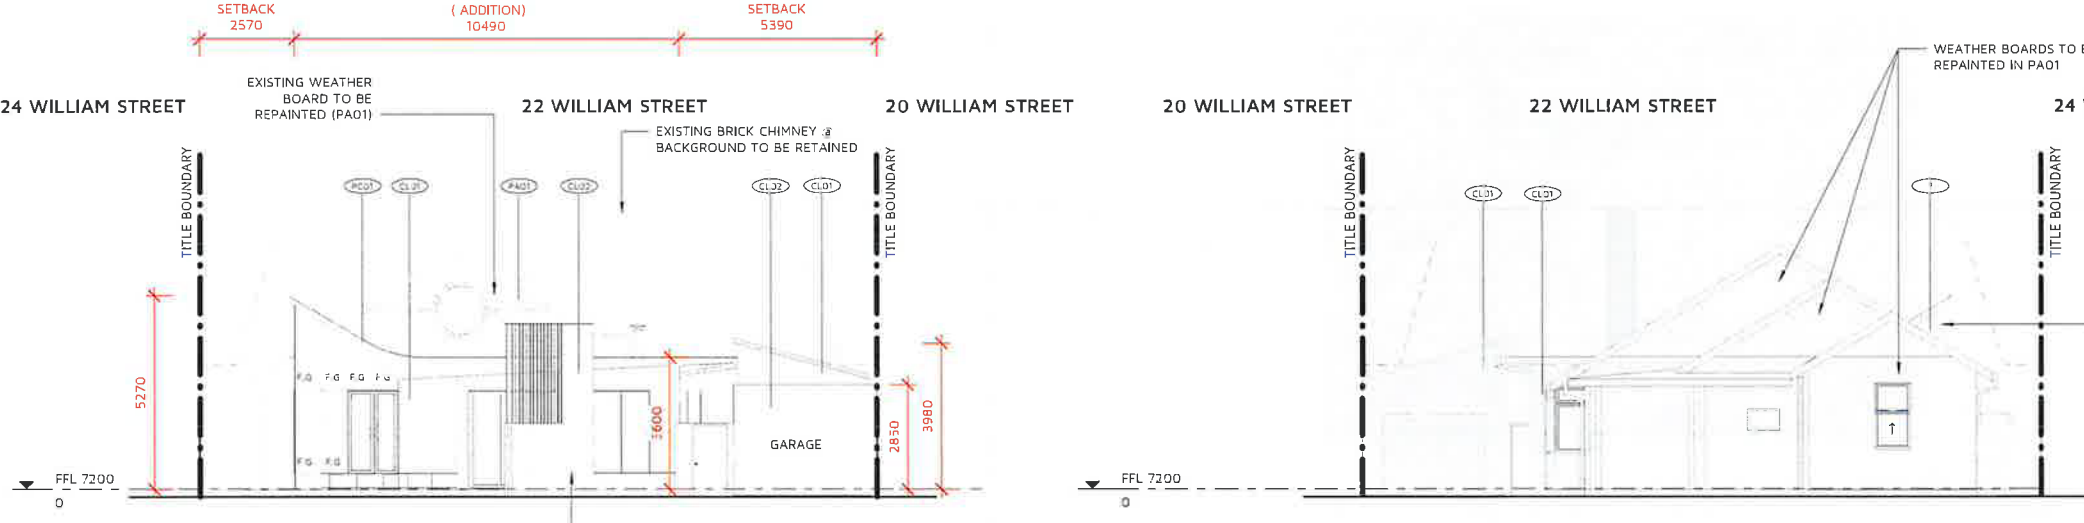 SETBACK
2570
( ADDITION)
10490
SETBACK
5390
EXISTING WEATHER
BOARD TO BE
REPAINTED (PA01)
24 WILLIAM STREET
22 WILLIAM STREET
20 WILLIAM STREET
EXISTING BRICK CHIMNEY @
BACKGROUND TO BE RETAINED
TITLE BOUNDARY
TITLE BOUNDARY
CL01
PA01
CL02
CL02
CL01
5270
F.G F.G F.G F.G
F.G F.G
3600
GARAGE
2850
3980
FFL 7200
0
WEATHER BOARDS TO
REPAINTED IN PA01
20 WILLIAM STREET
22 WILLIAM STREET
24
TITLE BOUNDARY
TITLE BOUNDARY
CL01
CL01
FFL 7200
0